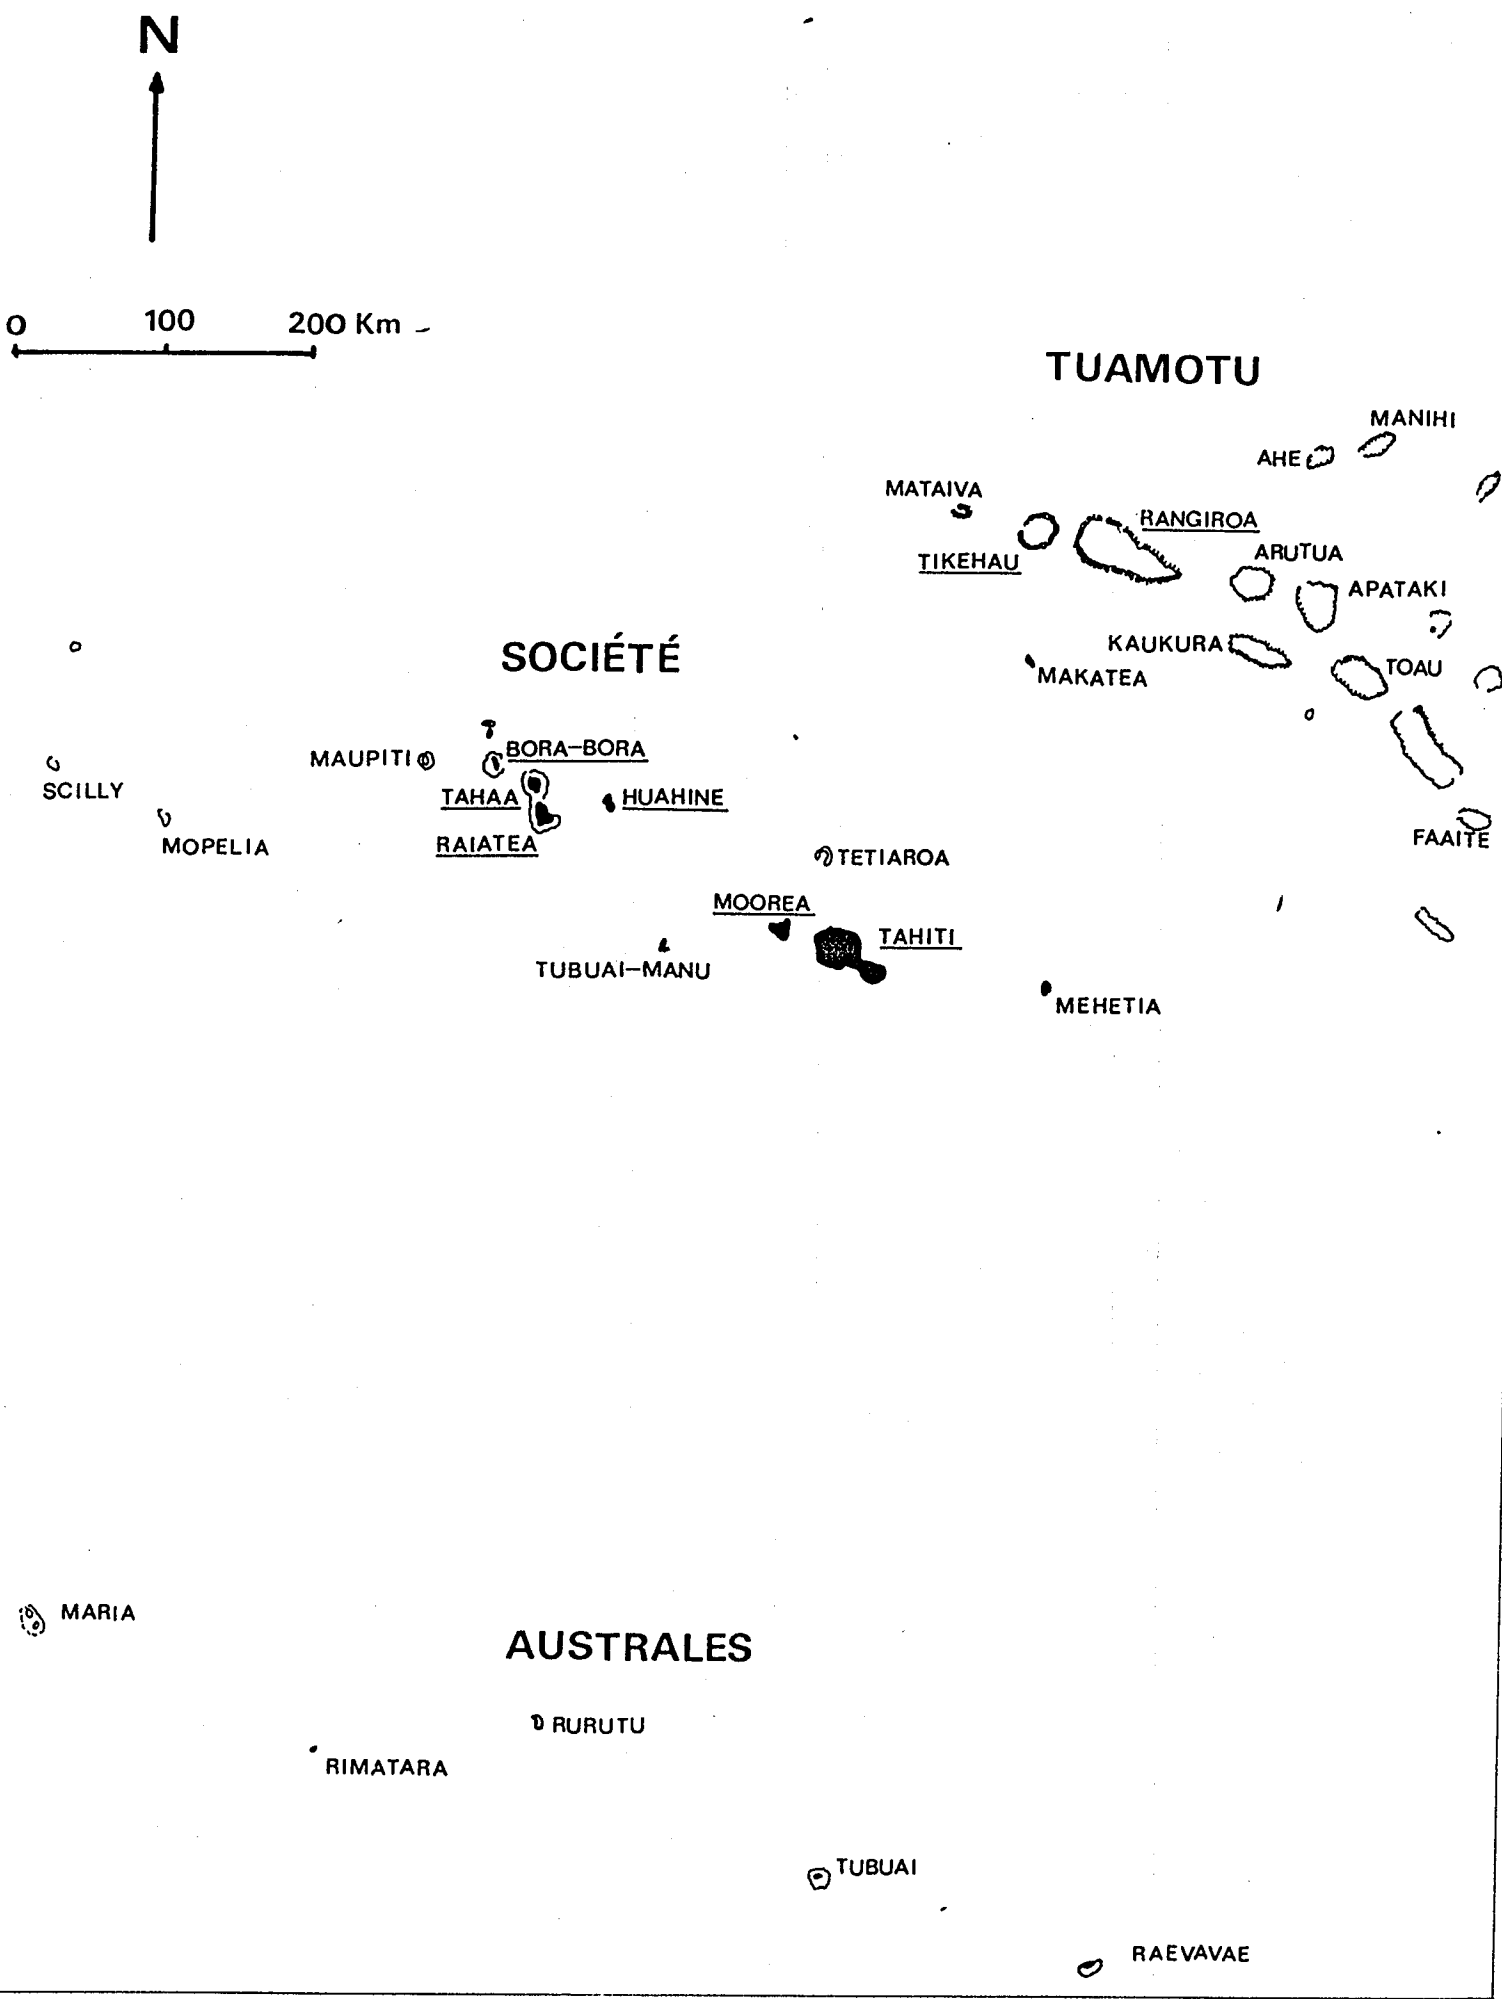 N
0 100 200 Km
TUAMOTU
MANIHI
AHE
MATAIVA
RANGIROA
TIKEHAU
ARUTUA
APATAKI
KAUKURA
TOAU
MAKATEA
FAAITE
SOCIÉTÉ
MAUPITI
BORA-BORA
SCILLY
TAHAA
HUAHINE
MOPELIA
RAIATEA
TETIAROA
MOOREA
TAHITI
TUBUAI-MANU
MEHETIA
MARIA
AUSTRALES
RURUTU
RIMATARA
TUBUAI
RAEVAVAE